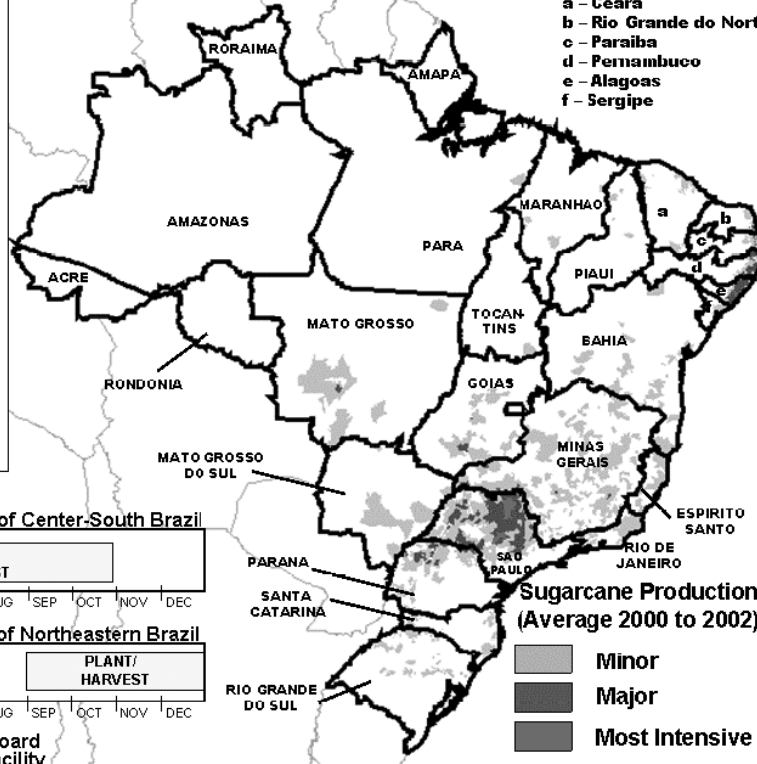 a – Ceara
b – Rio Grande do Nort
c – Paraiba
d – Pernambuco
e – Alagoas
f – Sergipe
RORAIMA
AMAPA
AMAZONAS
PARA
MARANHAO
a
b
c
d
e
f
ACRE
PIAUI
MATO GROSSO
TOCAN-
TINS
BAHIA
RONDONIA
GOIAS
MATO GROSSO
DO SUL
MINAS
GERAIS
ESPIRITO
SANTO
RIO DE
JANEIRO
SAO
PAULO
PARANA
SANTA
CATARINA
RIO GRANDE
DO SUL
of Center-South Brazil
ST
UG SEP OCT NOV DEC
of Northeastern Brazil
PLANT/
HARVEST
UG SEP OCT NOV DEC
oard
cility
Sugarcane Production
(Average 2000 to 2002)
Minor
Major
Most Intensive